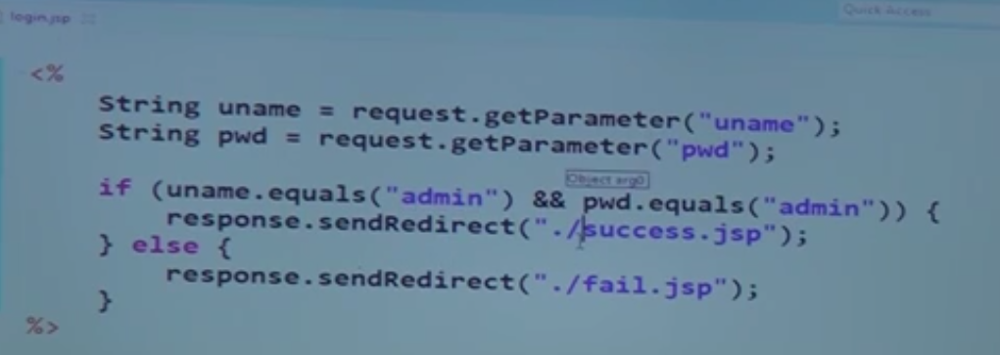 login.jsp
Quick Access
<%
String uname = request.getParameter("uname");
String pwd = request.getParameter("pwd");
Object arg0
if (uname.equals("admin") && pwd.equals("admin")) {
response.sendRedirect("./success.jsp");
} else {
response.sendRedirect("./fail.jsp");
}
%>